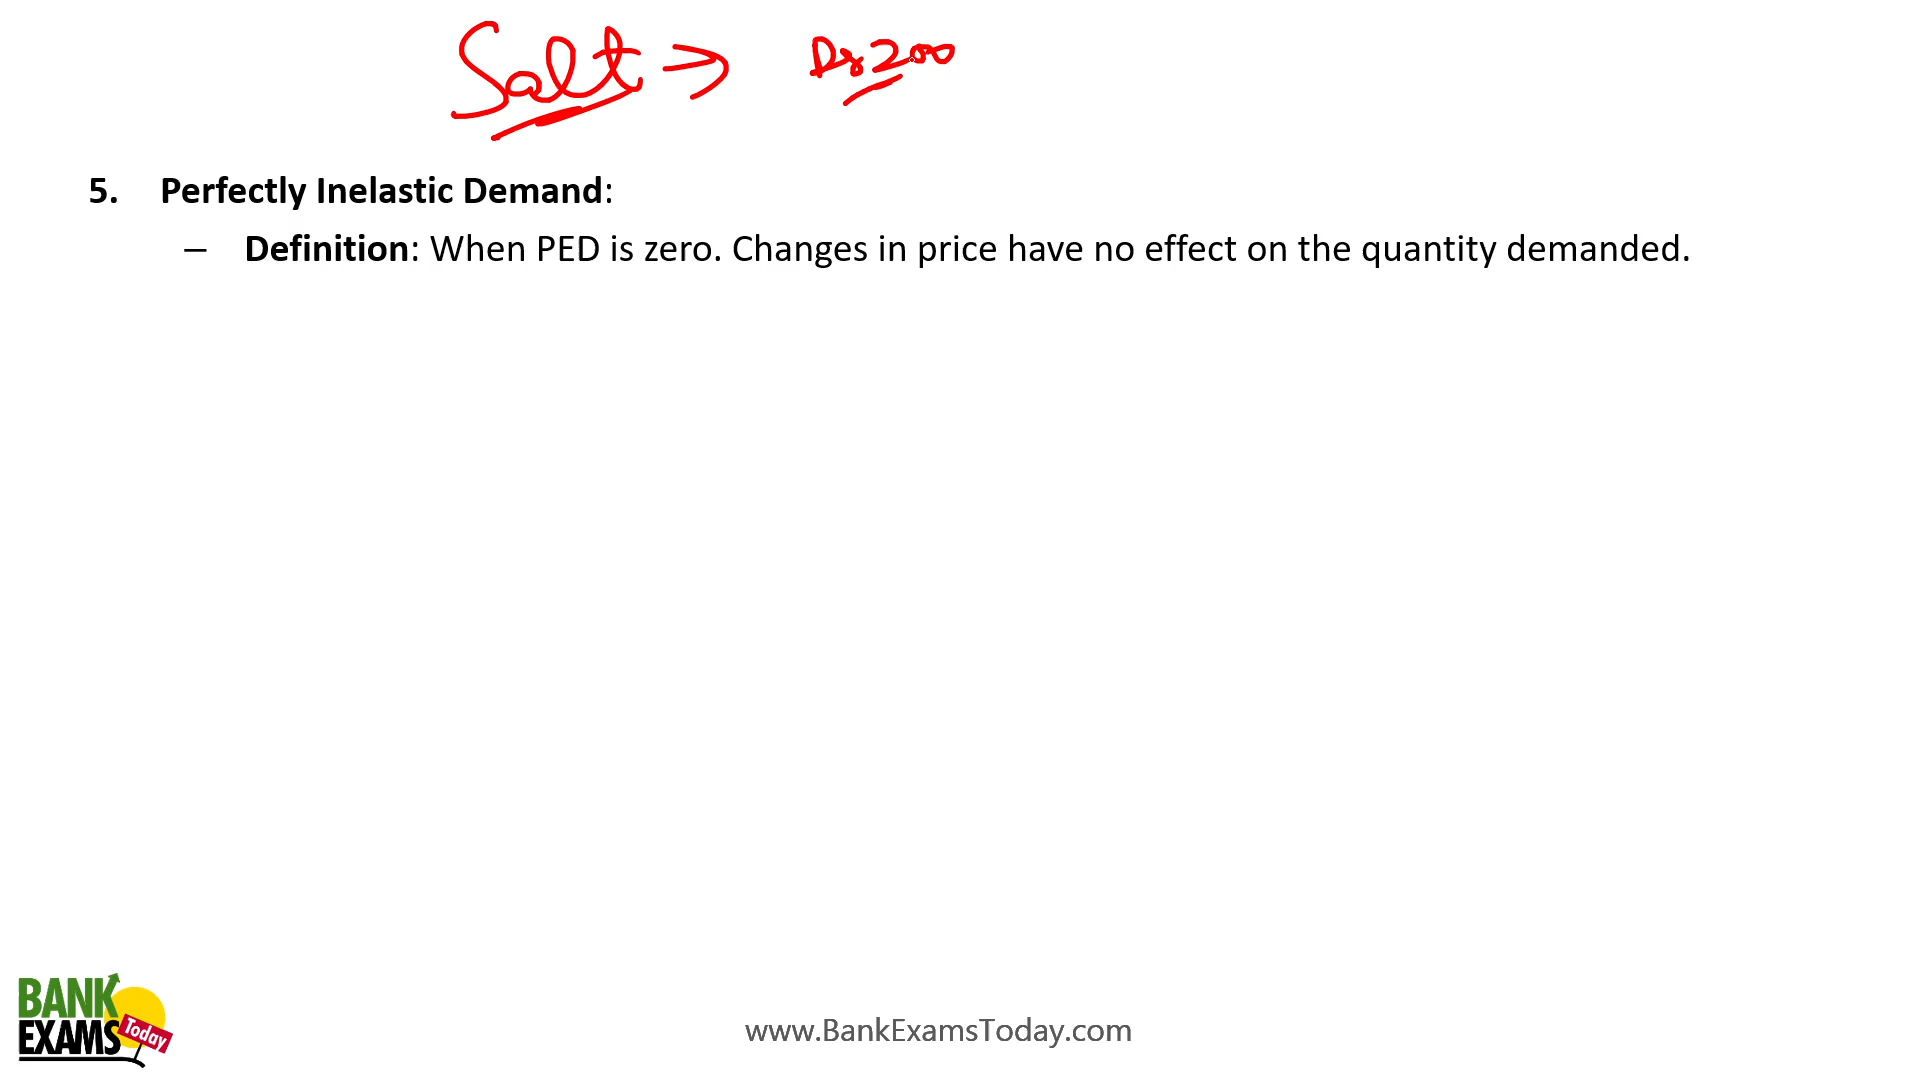 Salt → Rs 200
5. Perfectly Inelastic Demand:
– Definition: When PED is zero. Changes in price have no effect on the quantity demanded.
BANK
EXAMS
Today
www.BankExamsToday.com